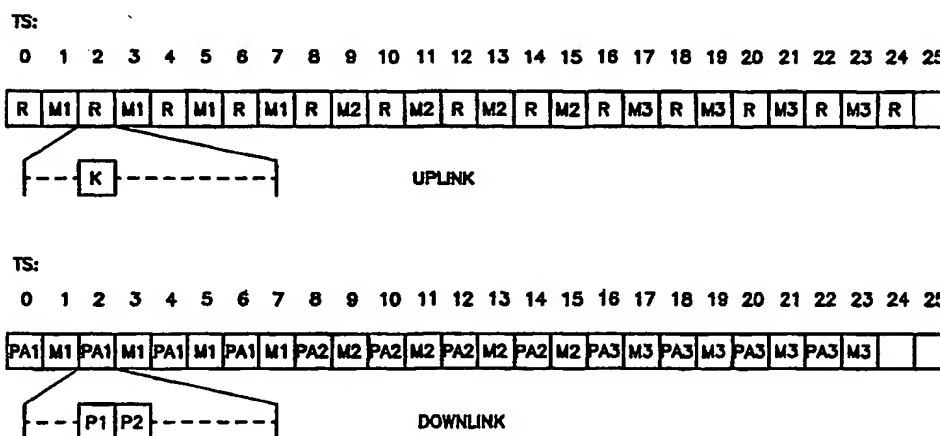 TS:
0 1 2 3 4 5 6 7 8 9 10 11 12 13 14 15 16 17 18 19 20 21 22 23 24 25
R M1 R M1 R M1 R M1 R M2 R M2 R M2 R M2 R M3 R M3 R M3 R M3 R
K
UPLINK
TS:
0 1 2 3 4 5 6 7 8 9 10 11 12 13 14 15 16 17 18 19 20 21 22 23 24 25
PA1 M1 PA1 M1 PA1 M1 PA1 M1 PA2 M2 PA2 M2 PA2 M2 PA2 M2 PA3 M3 PA3 M3 PA3 M3 PA3 M3
P1 P2
DOWNLINK